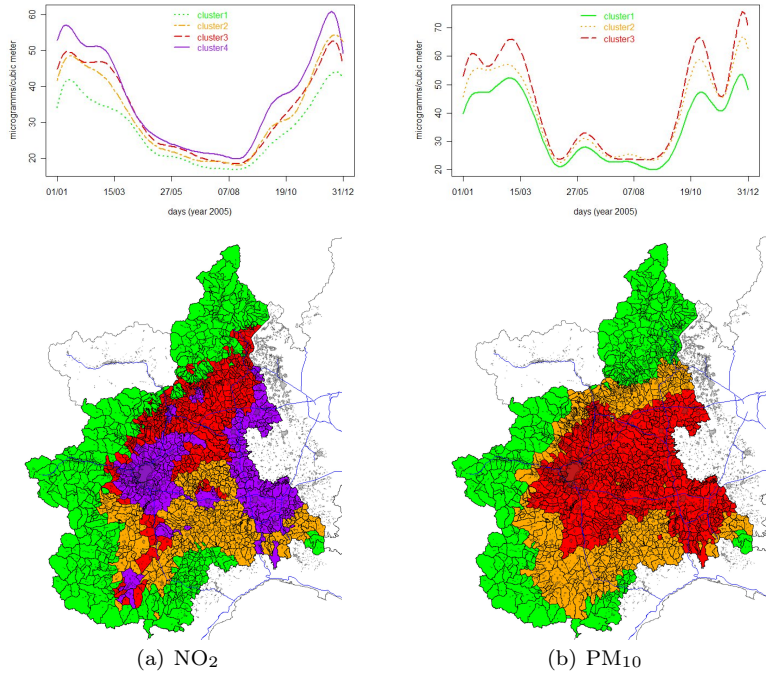 cluster1
cluster2
cluster3
cluster4
microgramms/cubic meter
60
50
40
30
20
01/01 15/03 27/05 07/08 19/10 31/12
days (year 2005)
cluster1
cluster2
cluster3
microgramms/cubic meter
70
60
50
40
30
20
01/01 15/03 27/05 07/08 19/10 31/12
days (year 2005)
(a) NO₂
(b) PM₁₀